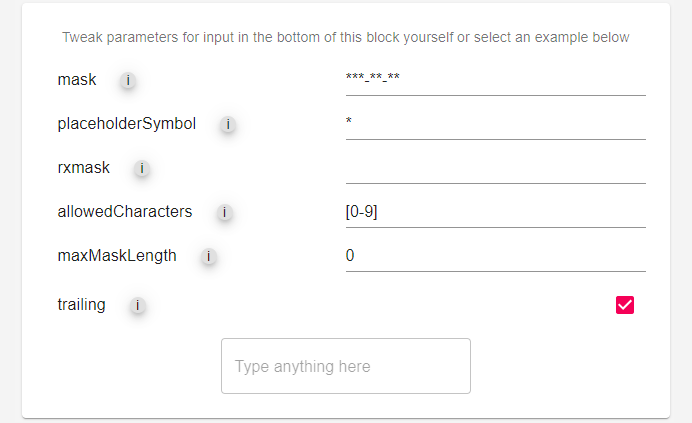 Tweak parameters for input in the bottom of this block yourself or select an example below
mask i ***-**-**
placeholderSymbol i *
rxmask i
allowedCharacters i [0-9]
maxMaskLength i 0
trailing i
Type anything here